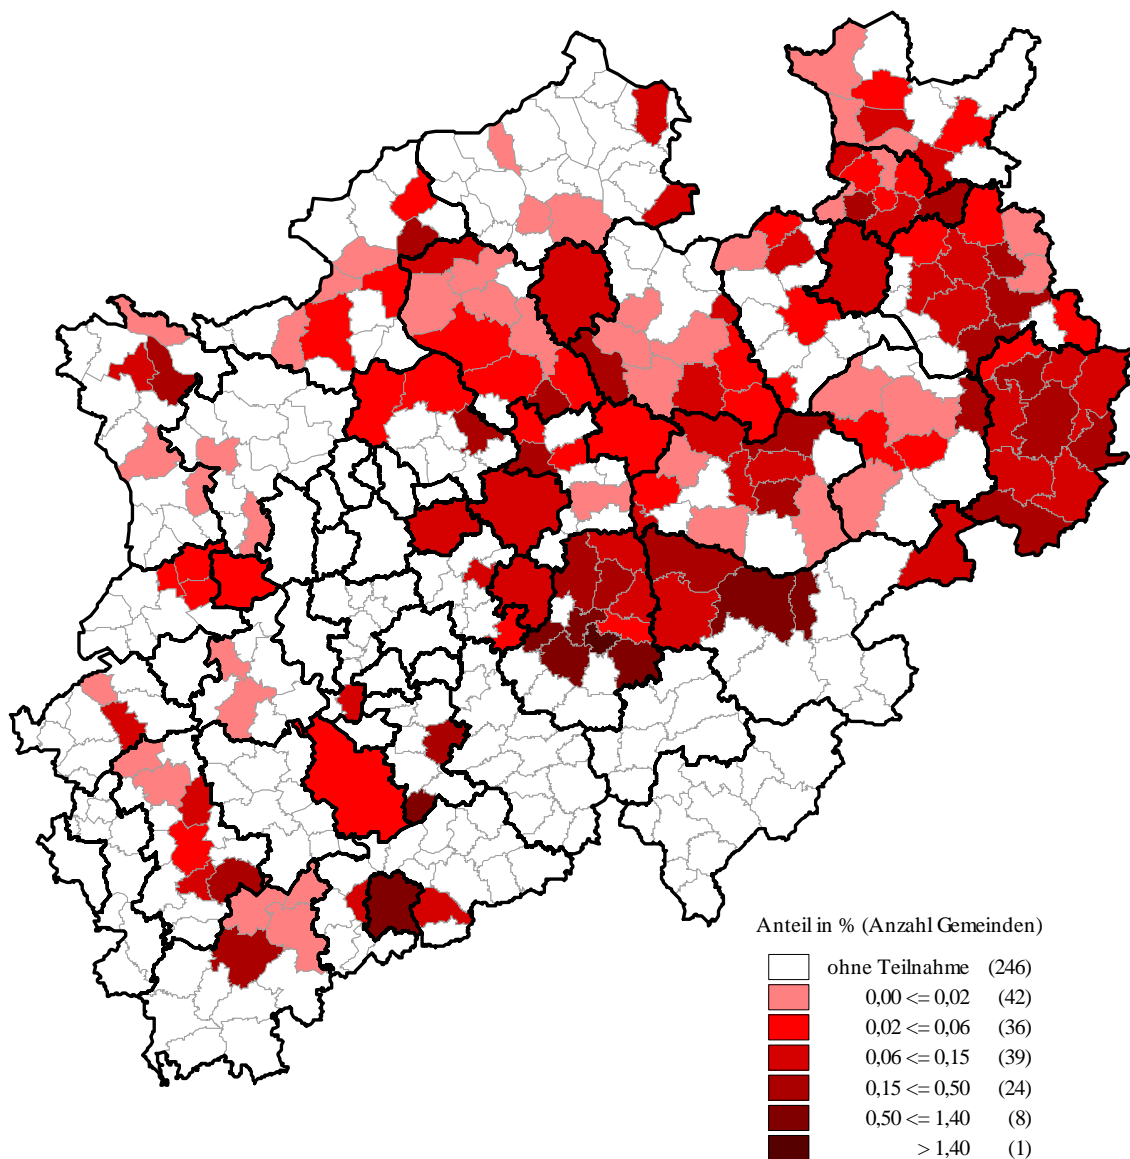 Anteil in % (Anzahl Gemeinden)
ohne Teilnahme (246)
0,00 <= 0,02 (42)
0,02 <= 0,06 (36)
0,06 <= 0,15 (39)
0,15 <= 0,50 (24)
0,50 <= 1,40 (8)
> 1,40 (1)